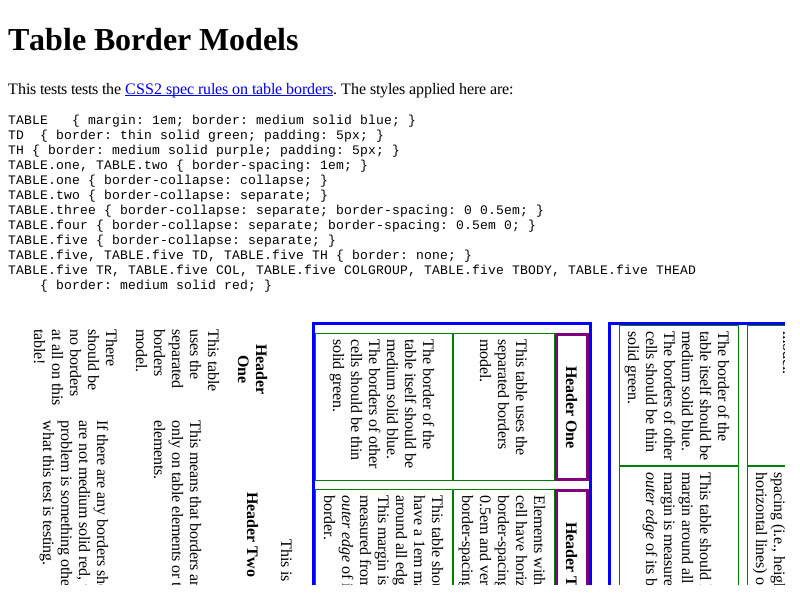 Table Border Models
This tests tests the CSS2 spec rules on table borders. The styles applied here are:
TABLE   { margin: 1em; border: medium solid blue; }
TD  { border: thin solid green; padding: 5px; }
TH { border: medium solid purple; padding: 5px; }
TABLE.one, TABLE.two { border-spacing: 1em; }
TABLE.one { border-collapse: collapse; }
TABLE.two { border-collapse: separate; }
TABLE.three { border-collapse: separate; border-spacing: 0 0.5em; }
TABLE.four { border-collapse: separate; border-spacing: 0.5em 0; }
TABLE.five { border-collapse: separate; }
TABLE.five, TABLE.five TD, TABLE.five TH { border: none; }
TABLE.five TR, TABLE.five COL, TABLE.five COLGROUP, TABLE.five TBODY, TABLE.five THEAD
    { border: medium solid red; }
This is
Header
One
Header Two
This table
uses the
separated
borders
model.
This means that borders
only on table elements or
elements.
There
should be
no borders
at all on this
table!
If there are any borders
are not medium solid red,
problem is something
what this test is testing.
Header One
Header
This table uses the
separated borders
model.
Elements with
cell have
border-spacing
0.5em and
border-spacing
The border of the
table itself should be
medium solid blue.
The borders of other
cells should be thin
solid green.
This table
have a 1em
around all
This margin is
measured from
outer edge of
border.
horizontal lines)
spacing (i.e.,
The border of the
table itself should be
medium solid blue.
The borders of other
cells should be thin
solid green.
This table should
margin around all
margin is
outer edge of its